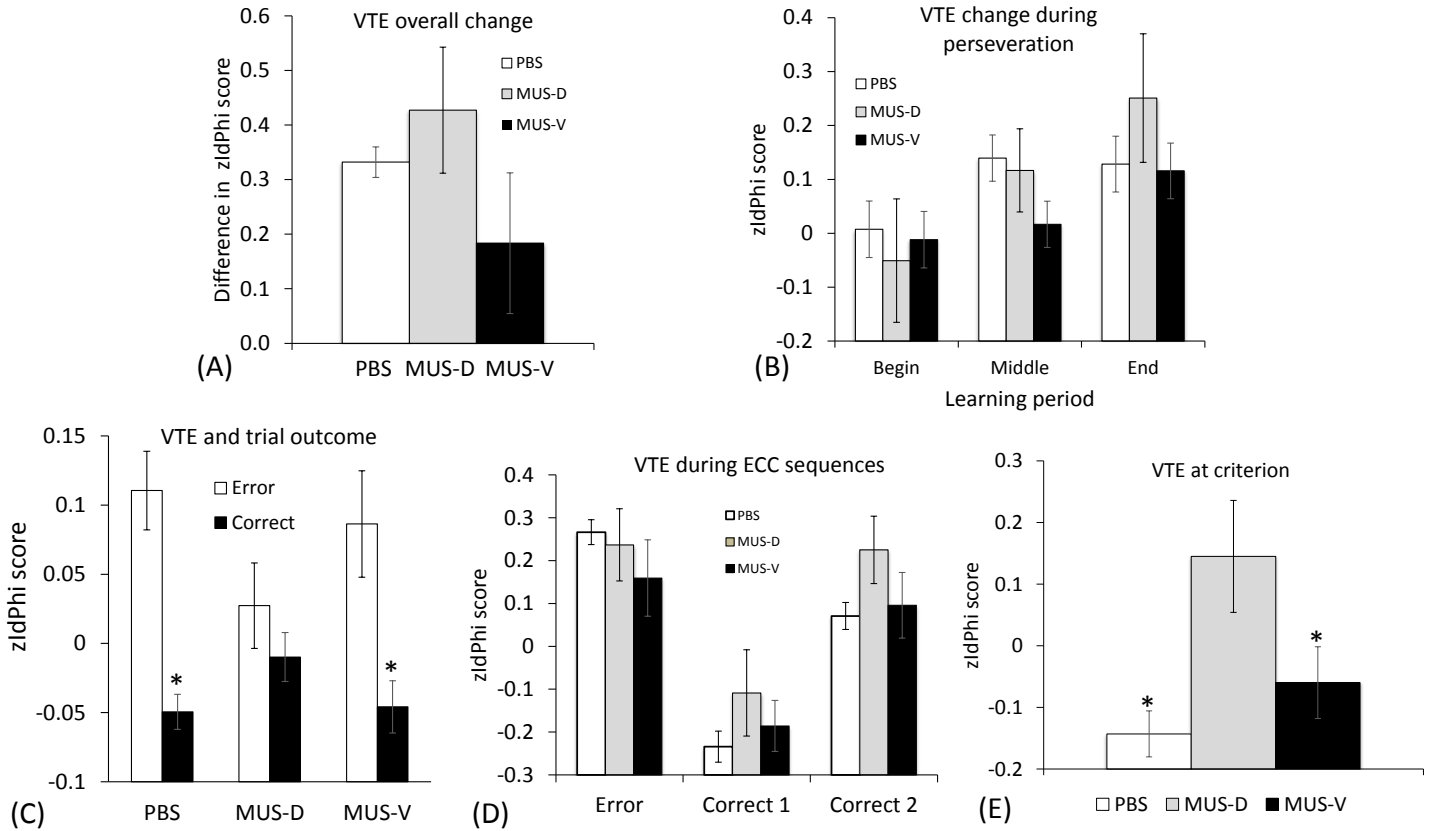 VTE overall change
0.6
0.5
0.4
0.3
0.2
0.1
0.0
Difference in zIdPhi score
PBS
MUS-D
MUS-V
PBS MUS-D MUS-V
(A)
VTE change during
perseveration
0.4
0.3
0.2
0.1
0
-0.1
-0.2
zIdPhi score
PBS
MUS-D
MUS-V
Begin Middle End
Learning period
(B)
VTE and trial outcome
0.15
0.1
0.05
0
-0.05
-0.1
zIdPhi score
Error
Correct
* *
PBS MUS-D MUS-V
(C)
VTE during ECC sequences
0.4
0.3
0.2
0.1
0
-0.1
-0.2
-0.3
zIdPhi score
PBS
MUS-D
MUS-V
Error Correct 1 Correct 2
(D)
VTE at criterion
0.3
0.2
0.1
0
-0.1
-0.2
zIdPhi score
* *
PBS MUS-D MUS-V
(E)